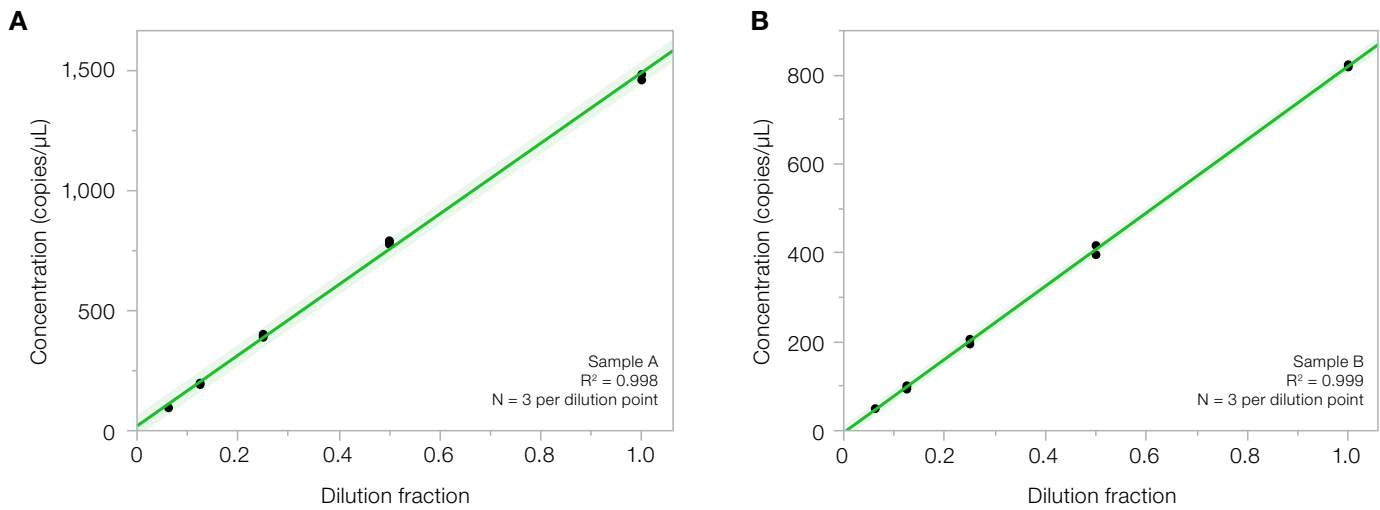 A
Concentration (copies/µL)
1,500
1,000
500
0
0 0.2 0.4 0.6 0.8 1.0
Dilution fraction
Sample A
R² = 0.998
N = 3 per dilution point
B
Concentration (copies/µL)
800
600
400
200
0
0 0.2 0.4 0.6 0.8 1.0
Dilution fraction
Sample B
R² = 0.999
N = 3 per dilution point